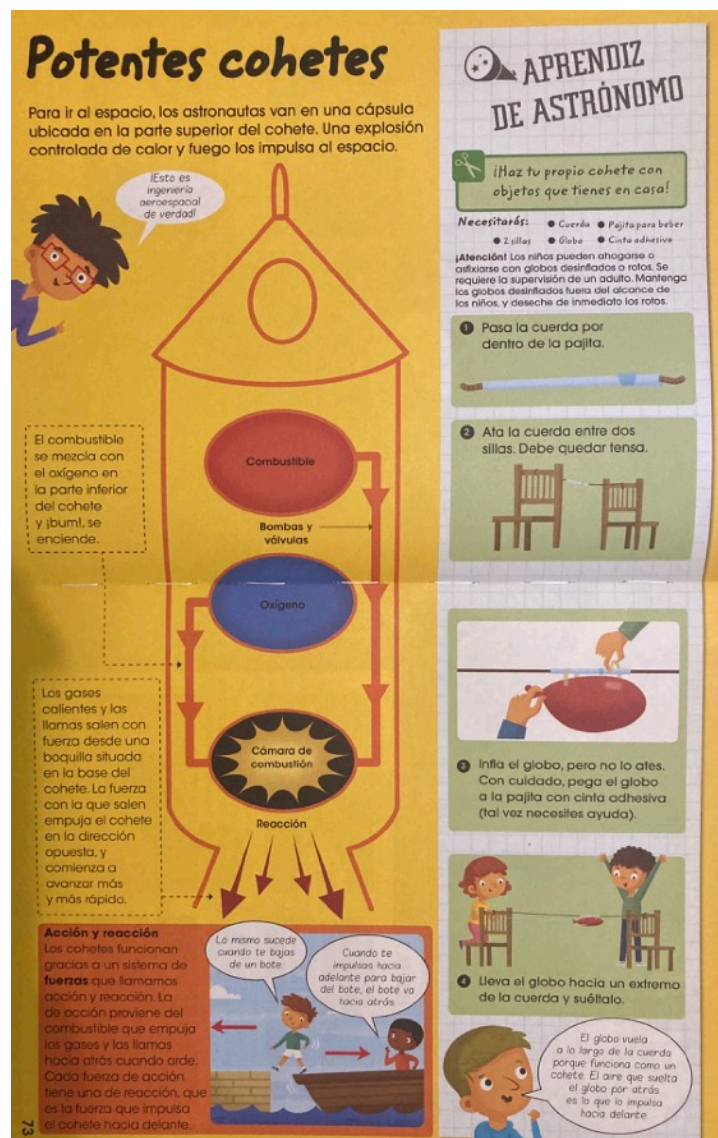 Potentes cohetes
Para ir al espacio, los astronautas van en una cápsula
ubicada en la parte superior del cohete. Una explosión
controlada de calor y fuego los impulsa al espacio.
¡Esto es
ingeniería
aeroespacial
de verdad!
El combustible
se mezcla con
el oxígeno en
la parte inferior
del cohete
y ¡bum!, se
enciende.
Combustible
Bombas y
válvulas
Oxígeno
Los gases
calientes y las
llamas salen con
fuerza desde una
boquilla situada
en la base del
cohete. La fuerza
con la que salen
empuja el cohete
en la dirección
opuesta, y
comienza a
avanzar más
y más rápido.
Cámara de
combustión
Reacción
Acción y reacción
Los cohetes funcionan
gracias a un sistema de
fuerzas que llamamos
acción y reacción. La
de acción proviene del
combustible que empuja
los gases y las llamas
hacia atrás cuando arde.
Cada fuerza de acción
tiene una de reacción, que
es la fuerza que impulsa
el cohete hacia delante.
Lo mismo sucede
cuando te bajas
de un bote.
Cuando te
impulsas hacia
adelante para bajar
del bote, el bote va
hacia atrás
73
APRENDIZ
DE ASTRÓNOMO
¡Haz tu propio cohete con
objetos que tienes en casa!
Necesitarás:
● Cuerda ● Pajita para beber
● 2 sillas ● Globo ● Cinta adhesiva
¡Atención! Los niños pueden ahogarse o
asfixiarse con globos desinflados o rotos. Se
requiere la supervisión de un adulto. Mantenga
los globos desinflados fuera del alcance de
los niños, y deseche de inmediato los rotos.
1 Pasa la cuerda por
dentro de la pajita.
2 Ata la cuerda entre dos
sillas. Debe quedar tensa.
3 Infla el globo, pero no lo ates.
Con cuidado, pega el globo
a la pajita con cinta adhesiva
(tal vez necesites ayuda).
4 Lleva el globo hacia un extremo
de la cuerda y suéltalo.
El globo vuela
a lo largo de la cuerda
porque funciona como un
cohete. El aire que suelta
el globo por atrás
es lo que lo impulsa
hacia delante